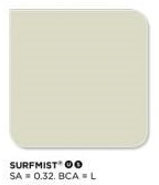 SURFMIST® U S
SA = 0.32. BCA = L